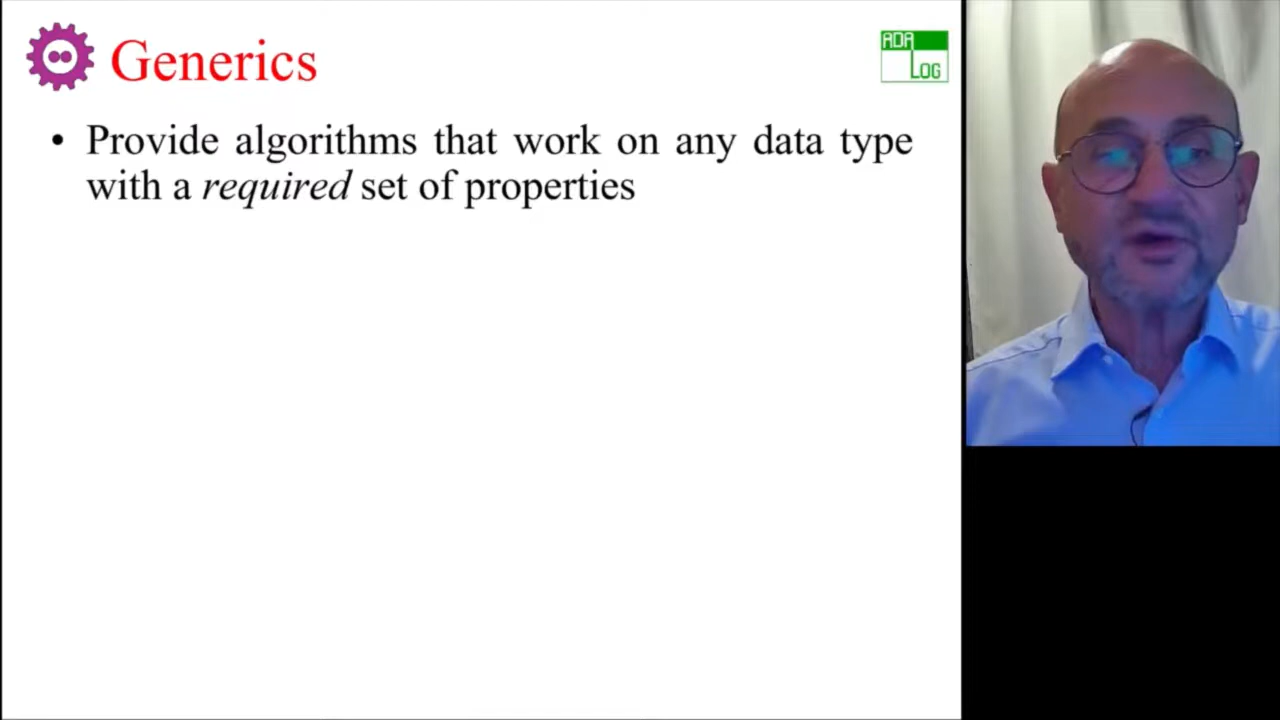 Generics
ADA
LOG
• Provide algorithms that work on any data type
with a required set of properties